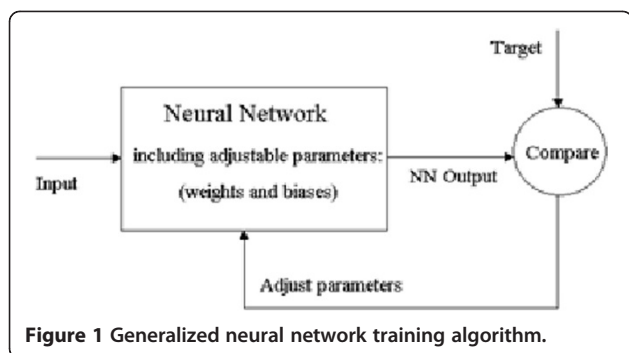 Target
Neural Network
including adjustable parameters:
(weights and biases)
Input
NN Output
Compare
Adjust parameters
Figure 1 Generalized neural network training algorithm.